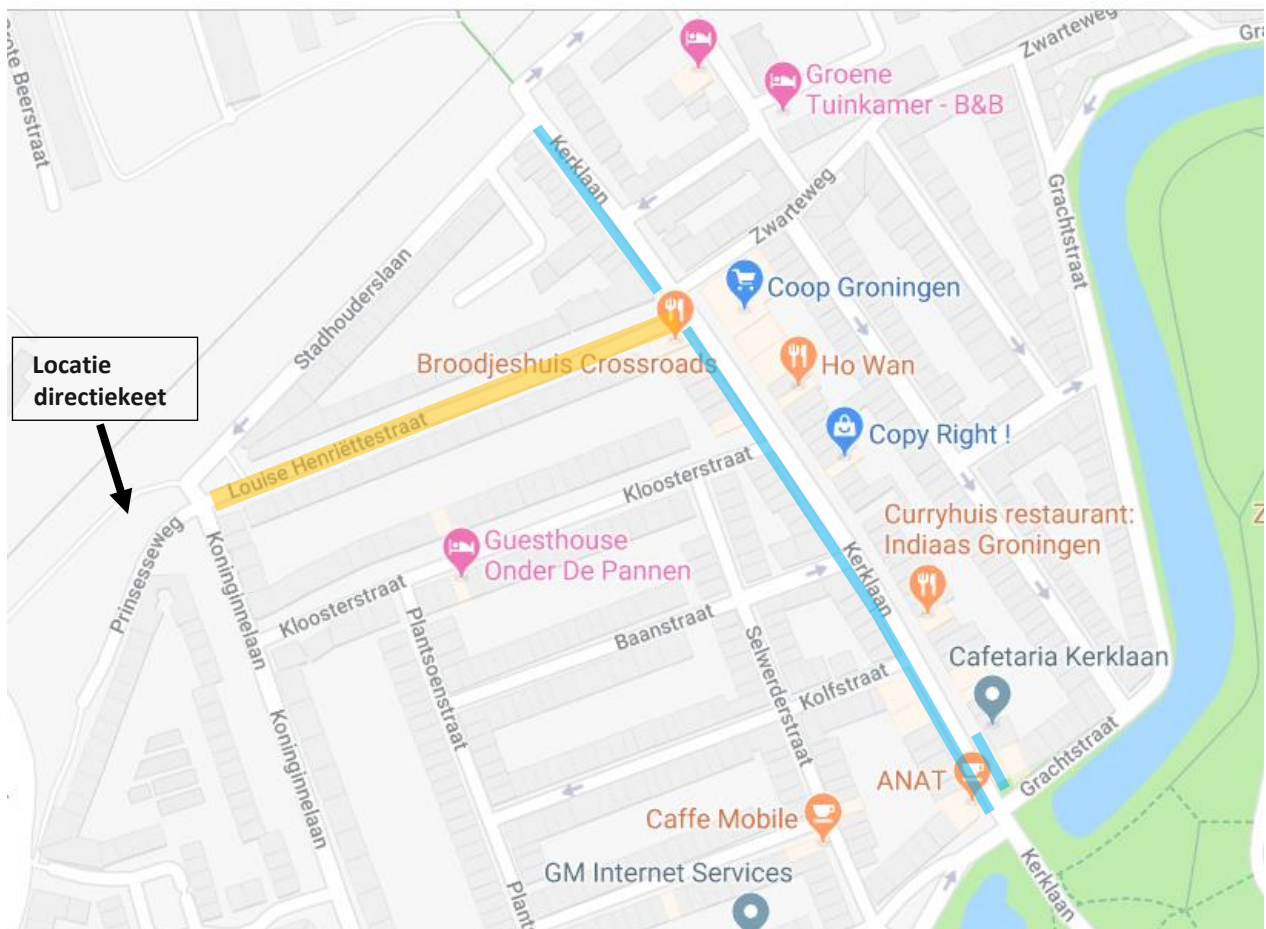 Grote Beerstraat
Zwarteweg
Groene
Tuinkamer - B&B
Kerklaan
Zwarteweg
Grachtstraat
Stadhouderslaan
Coop Groningen
Locatie
directiekeet
Broodjeshuis Crossroads
Ho Wan
Louise Henriëttestraat
Copy Right !
Kloosterstraat
Prinsesseweg
Koninginnelaan
Guesthouse
Onder De Pannen
Curryhuis restaurant:
Indiaas Groningen
Kerklaan
Kloosterstraat
Plantsoenstraat
Baanstraat
Selwerderstraat
Cafetaria Kerklaan
Kolfstraat
Koninginnelaan
Grachtstraat
ANAT
Caffe Mobile
GM Internet Services
Kerklaan